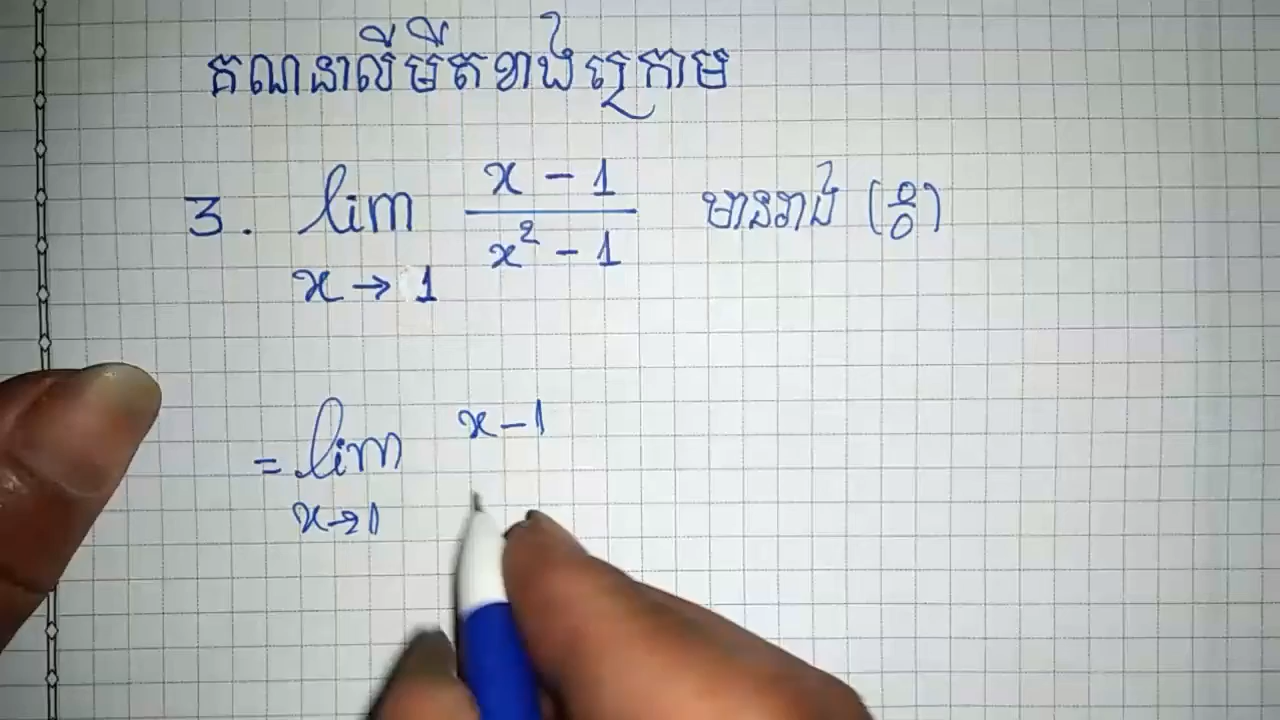 គណនាលីមីតខាងក្រោម
3. lim x - 1 / x² - 1 មានរាង (0/0)
x → 1
= lim x - 1
x→1